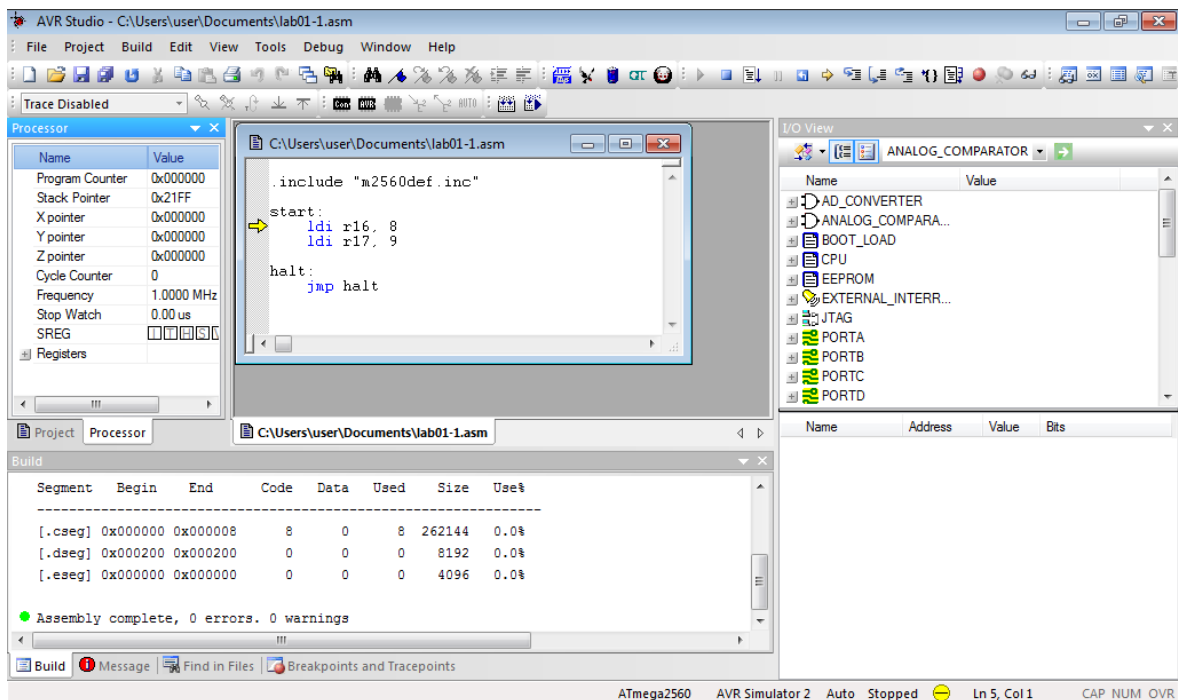 AVR Studio - C:\Users\user\Documents\lab01-1.asm
File Project Build Edit View Tools Debug Window Help
Trace Disabled
Con AVR AUTO
Processor
Name Value
Program Counter 0x000000
Stack Pointer 0x21FF
X pointer 0x000000
Y pointer 0x000000
Z pointer 0x000000
Cycle Counter 0
Frequency 1.0000 MHz
Stop Watch 0.00 us
SREG I T H S
Registers
Project Processor
C:\Users\user\Documents\lab01-1.asm
.include "m2560def.inc"
start:
ldi r16, 8
ldi r17, 9
halt:
jmp halt
C:\Users\user\Documents\lab01-1.asm
I/O View
ANALOG_COMPARATOR
Name Value
AD_CONVERTER
ANALOG_COMPARA...
BOOT_LOAD
CPU
EEPROM
EXTERNAL_INTERR...
JTAG
PORTA
PORTB
PORTC
PORTD
Name Address Value Bits
Build
Segment Begin End Code Data Used Size Use%
---------------------------------------------------------------
[.cseg] 0x000000 0x000008 8 0 8 262144 0.0%
[.dseg] 0x000200 0x000200 0 0 0 8192 0.0%
[.eseg] 0x000000 0x000000 0 0 0 4096 0.0%
Assembly complete, 0 errors. 0 warnings
Build Message Find in Files Breakpoints and Tracepoints
ATmega2560 AVR Simulator 2 Auto Stopped Ln 5, Col 1 CAP NUM OVR